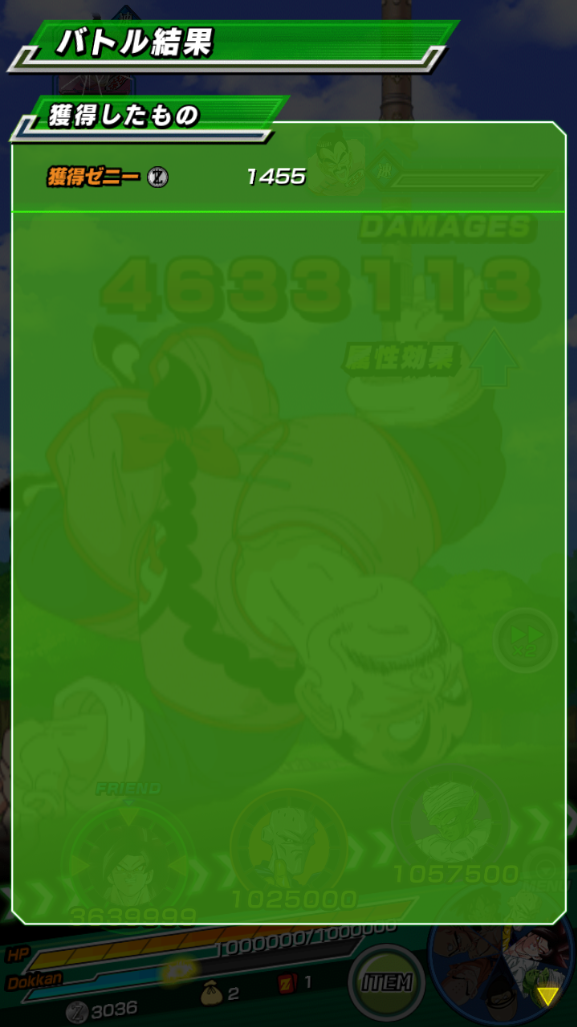 バトル結果
獲得したもの
獲得ゼニー Z 1455
DAMAGES
4633113
属性効果
×2
FRIEND
1057500
1025000
3639999
HP 1000000/1000000
Dokkan
Z 3036 2 Z 1 ITEM